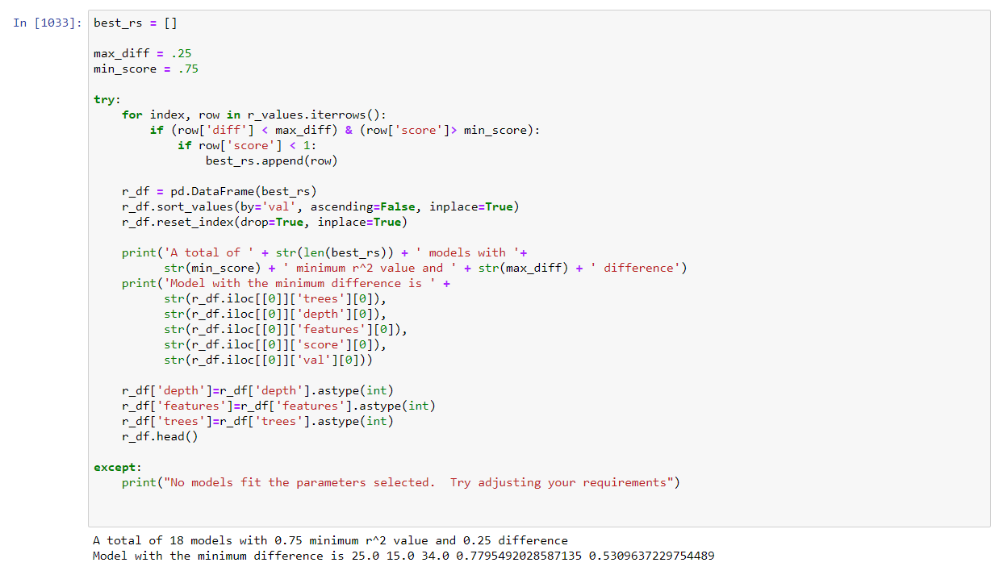 In [1033]: best_rs = []
max_diff = .25
min_score = .75
try:
    for index, row in r_values.iterrows():
        if (row['diff'] < max_diff) & (row['score']> min_score):
            if row['score'] < 1:
                best_rs.append(row)
    r_df = pd.DataFrame(best_rs)
    r_df.sort_values(by='val', ascending=False, inplace=True)
    r_df.reset_index(drop=True, inplace=True)
    print('A total of ' + str(len(best_rs)) + ' models with '+
          str(min_score) + ' minimum r^2 value and ' + str(max_diff) + ' difference')
    print('Model with the minimum difference is ' +
          str(r_df.iloc[[0]]['trees'][0]),
          str(r_df.iloc[[0]]['depth'][0]),
          str(r_df.iloc[[0]]['features'][0]),
          str(r_df.iloc[[0]]['score'][0]),
          str(r_df.iloc[[0]]['val'][0]))
    r_df['depth']=r_df['depth'].astype(int)
    r_df['features']=r_df['features'].astype(int)
    r_df['trees']=r_df['trees'].astype(int)
    r_df.head()
except:
    print("No models fit the parameters selected.  Try adjusting your requirements")
A total of 18 models with 0.75 minimum r^2 value and 0.25 difference
Model with the minimum difference is 25.0 15.0 34.0 0.7795492028587135 0.5309637229754489